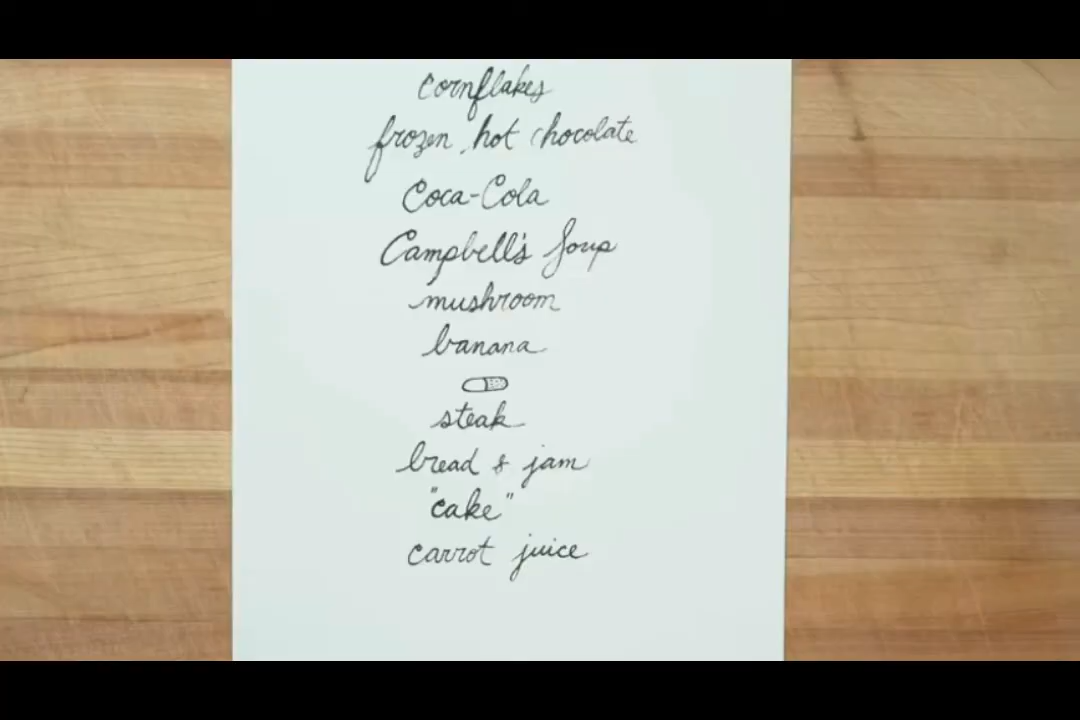 cornflakes
frozen hot chocolate
Coca-Cola
Campbell's Soup
mushroom
banana
steak
bread & jam
"cake"
carrot juice